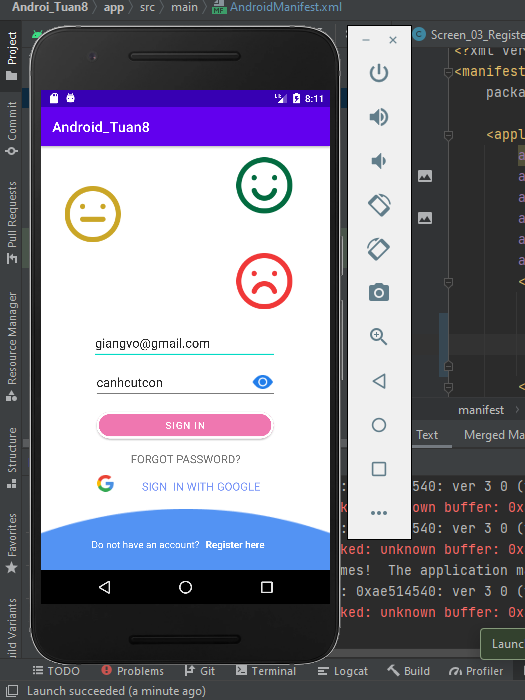 Androi_Tuan8 app src main AndroidManifest.xml
Project
Commit
Pull Requests
Resource Manager
Structure
Favorites
Build Variants
8:11
Android_Tuan8
giangvo@gmail.com
canhcutcon
SIGN IN
FORGOT PASSWORD?
G SIGN IN WITH GOOGLE
Do not have an account? Register here
Screen_03_Registe
<?xml ver
<manifest
packa
<appl
a
a
a
a
a
a
<
<
manifest
Text Merged Ma
540: ver 3 0 (
ked: unknown buffer: 0x
: 0xae514540: ver 3 0 (
ked: unknown buffer: 0x
mes! The application m
: 0xae514540: ver 3 0 (
ked: unknown buffer: 0x
Launc
TODO Problems Git Terminal Logcat Build Profiler
Launch succeeded (a minute ago)